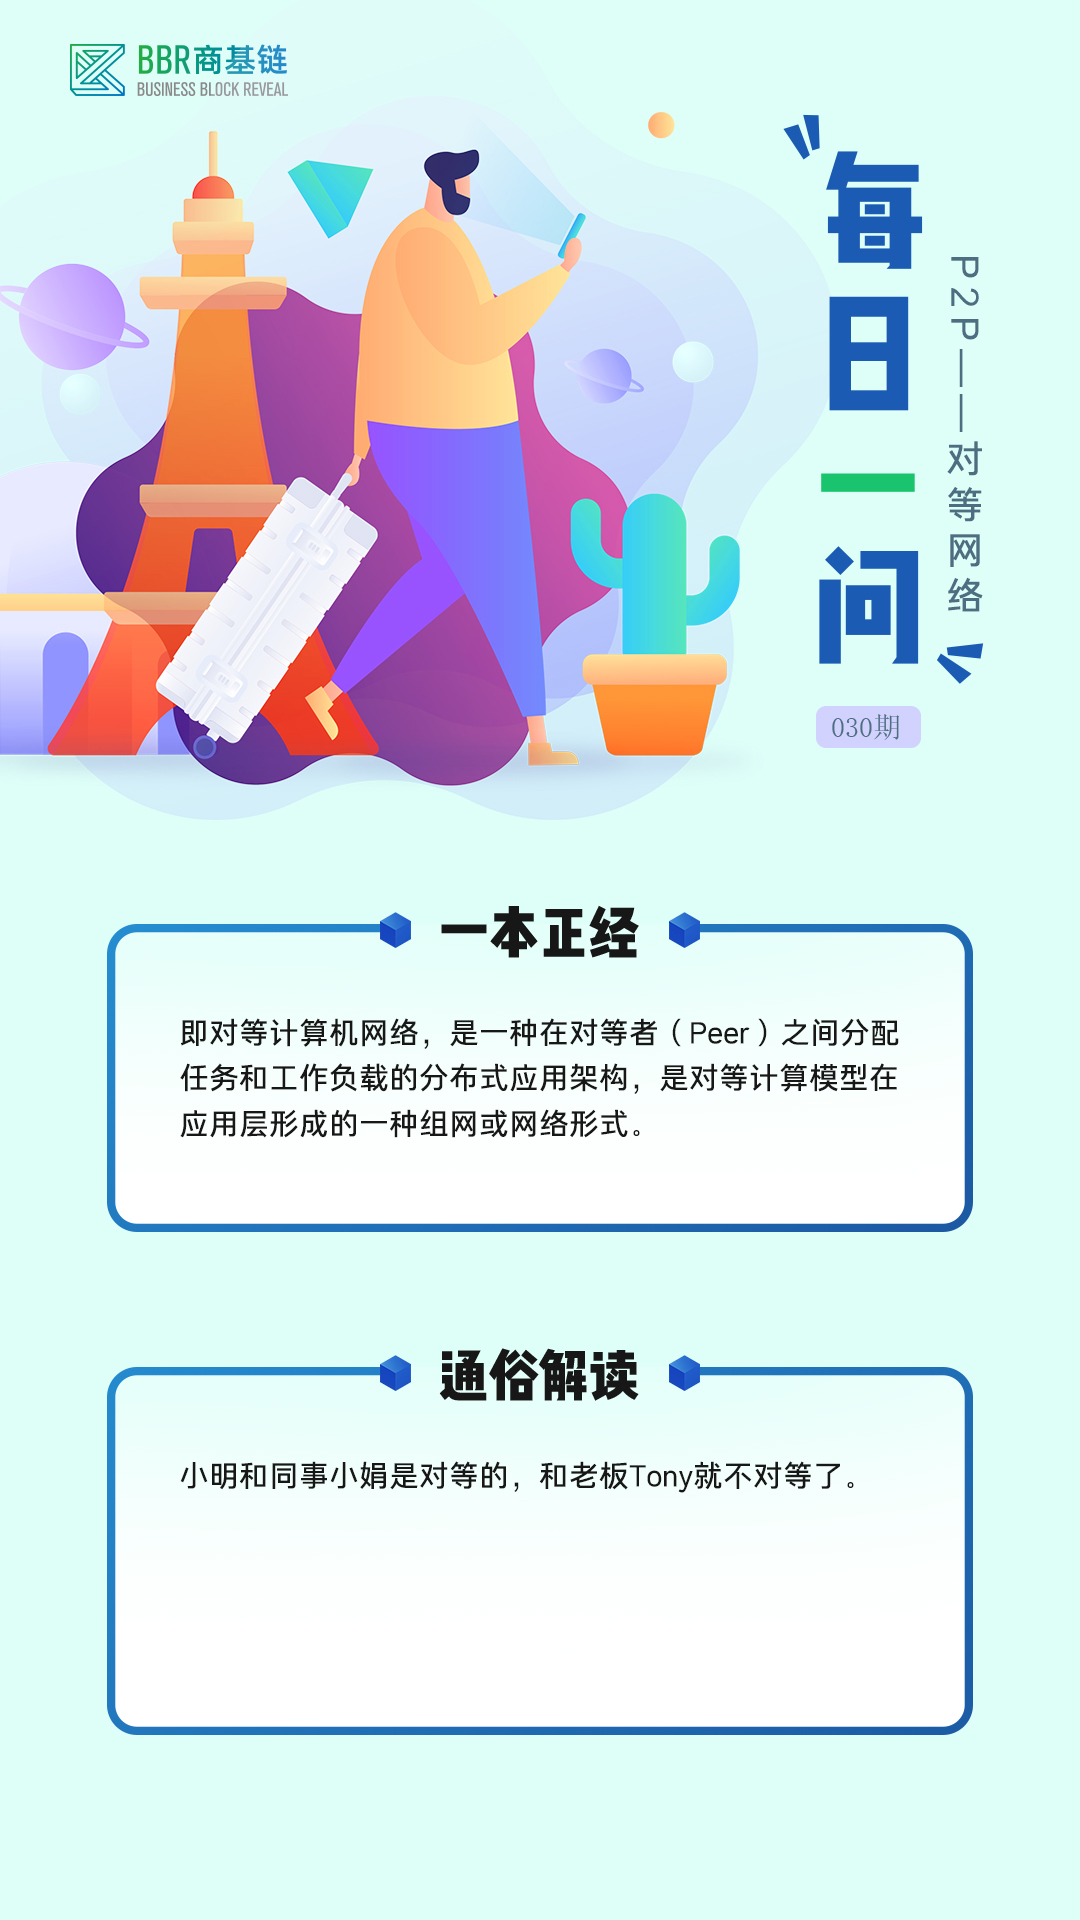 BBR商基链
BUSINESS BLOCK REVEAL
每日一问
P2P——对等网络
030期
一本正经
即对等计算机网络，是一种在对等者（Peer）之间分配
任务和工作负载的分布式应用架构，是对等计算模型在
应用层形成的一种组网或网络形式。
通俗解读
小明和同事小娟是对等的，和老板Tony就不对等了。